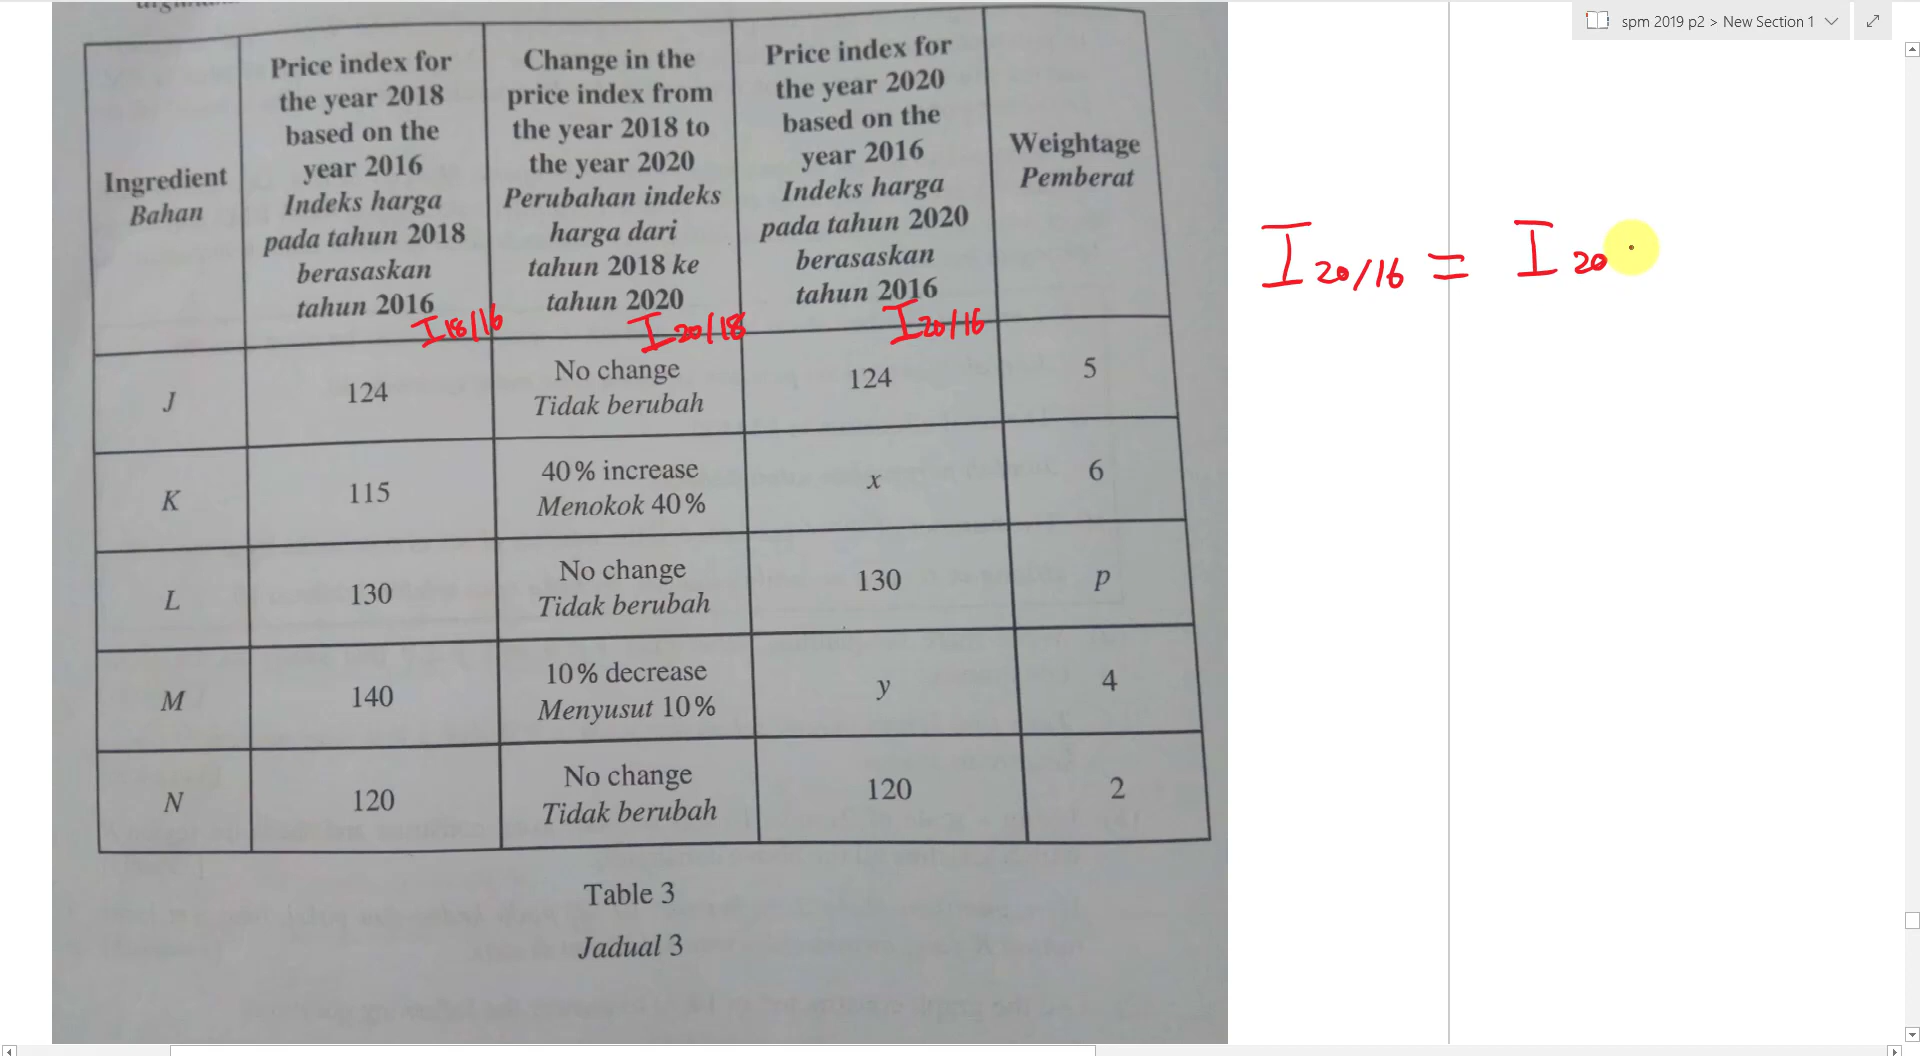 spm 2019 p2 > New Section 1
Ingredient
Bahan
Price index for
the year 2018
based on the
year 2016
Indeks harga
pada tahun 2018
berasaskan
tahun 2016
I 18/16
Change in the
price index from
the year 2018 to
the year 2020
Perubahan indeks
harga dari
tahun 2018 ke
tahun 2020
I 20/18
Price index for
the year 2020
based on the
year 2016
Indeks harga
pada tahun 2020
berasaskan
tahun 2016
I 20/16
Weightage
Pemberat
I 20/16 = I 20
J
124
No change
Tidak berubah
124
5
K
115
40% increase
Menokok 40%
x
6
L
130
No change
Tidak berubah
130
p
M
140
10% decrease
Menyusut 10%
y
4
N
120
No change
Tidak berubah
120
2
Table 3
Jadual 3